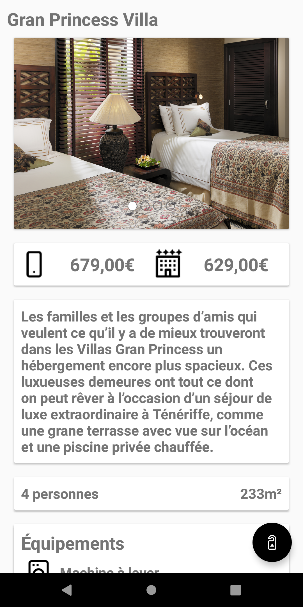 Gran Princess Villa
679,00€ 629,00€
Les familles et les groupes d'amis qui
veulent ce qu'il y a de mieux trouveront
dans les Villas Gran Princess un
hébergement encore plus spacieux. Ces
luxueuses demeures ont tout ce dont
on peut rêver à l'occasion d'un séjour de
luxe extraordinaire à Ténériffe, comme
une grane terrasse avec vue sur l'océan
et une piscine privée chauffée.
4 personnes 233m²
Équipements
Machine à laver